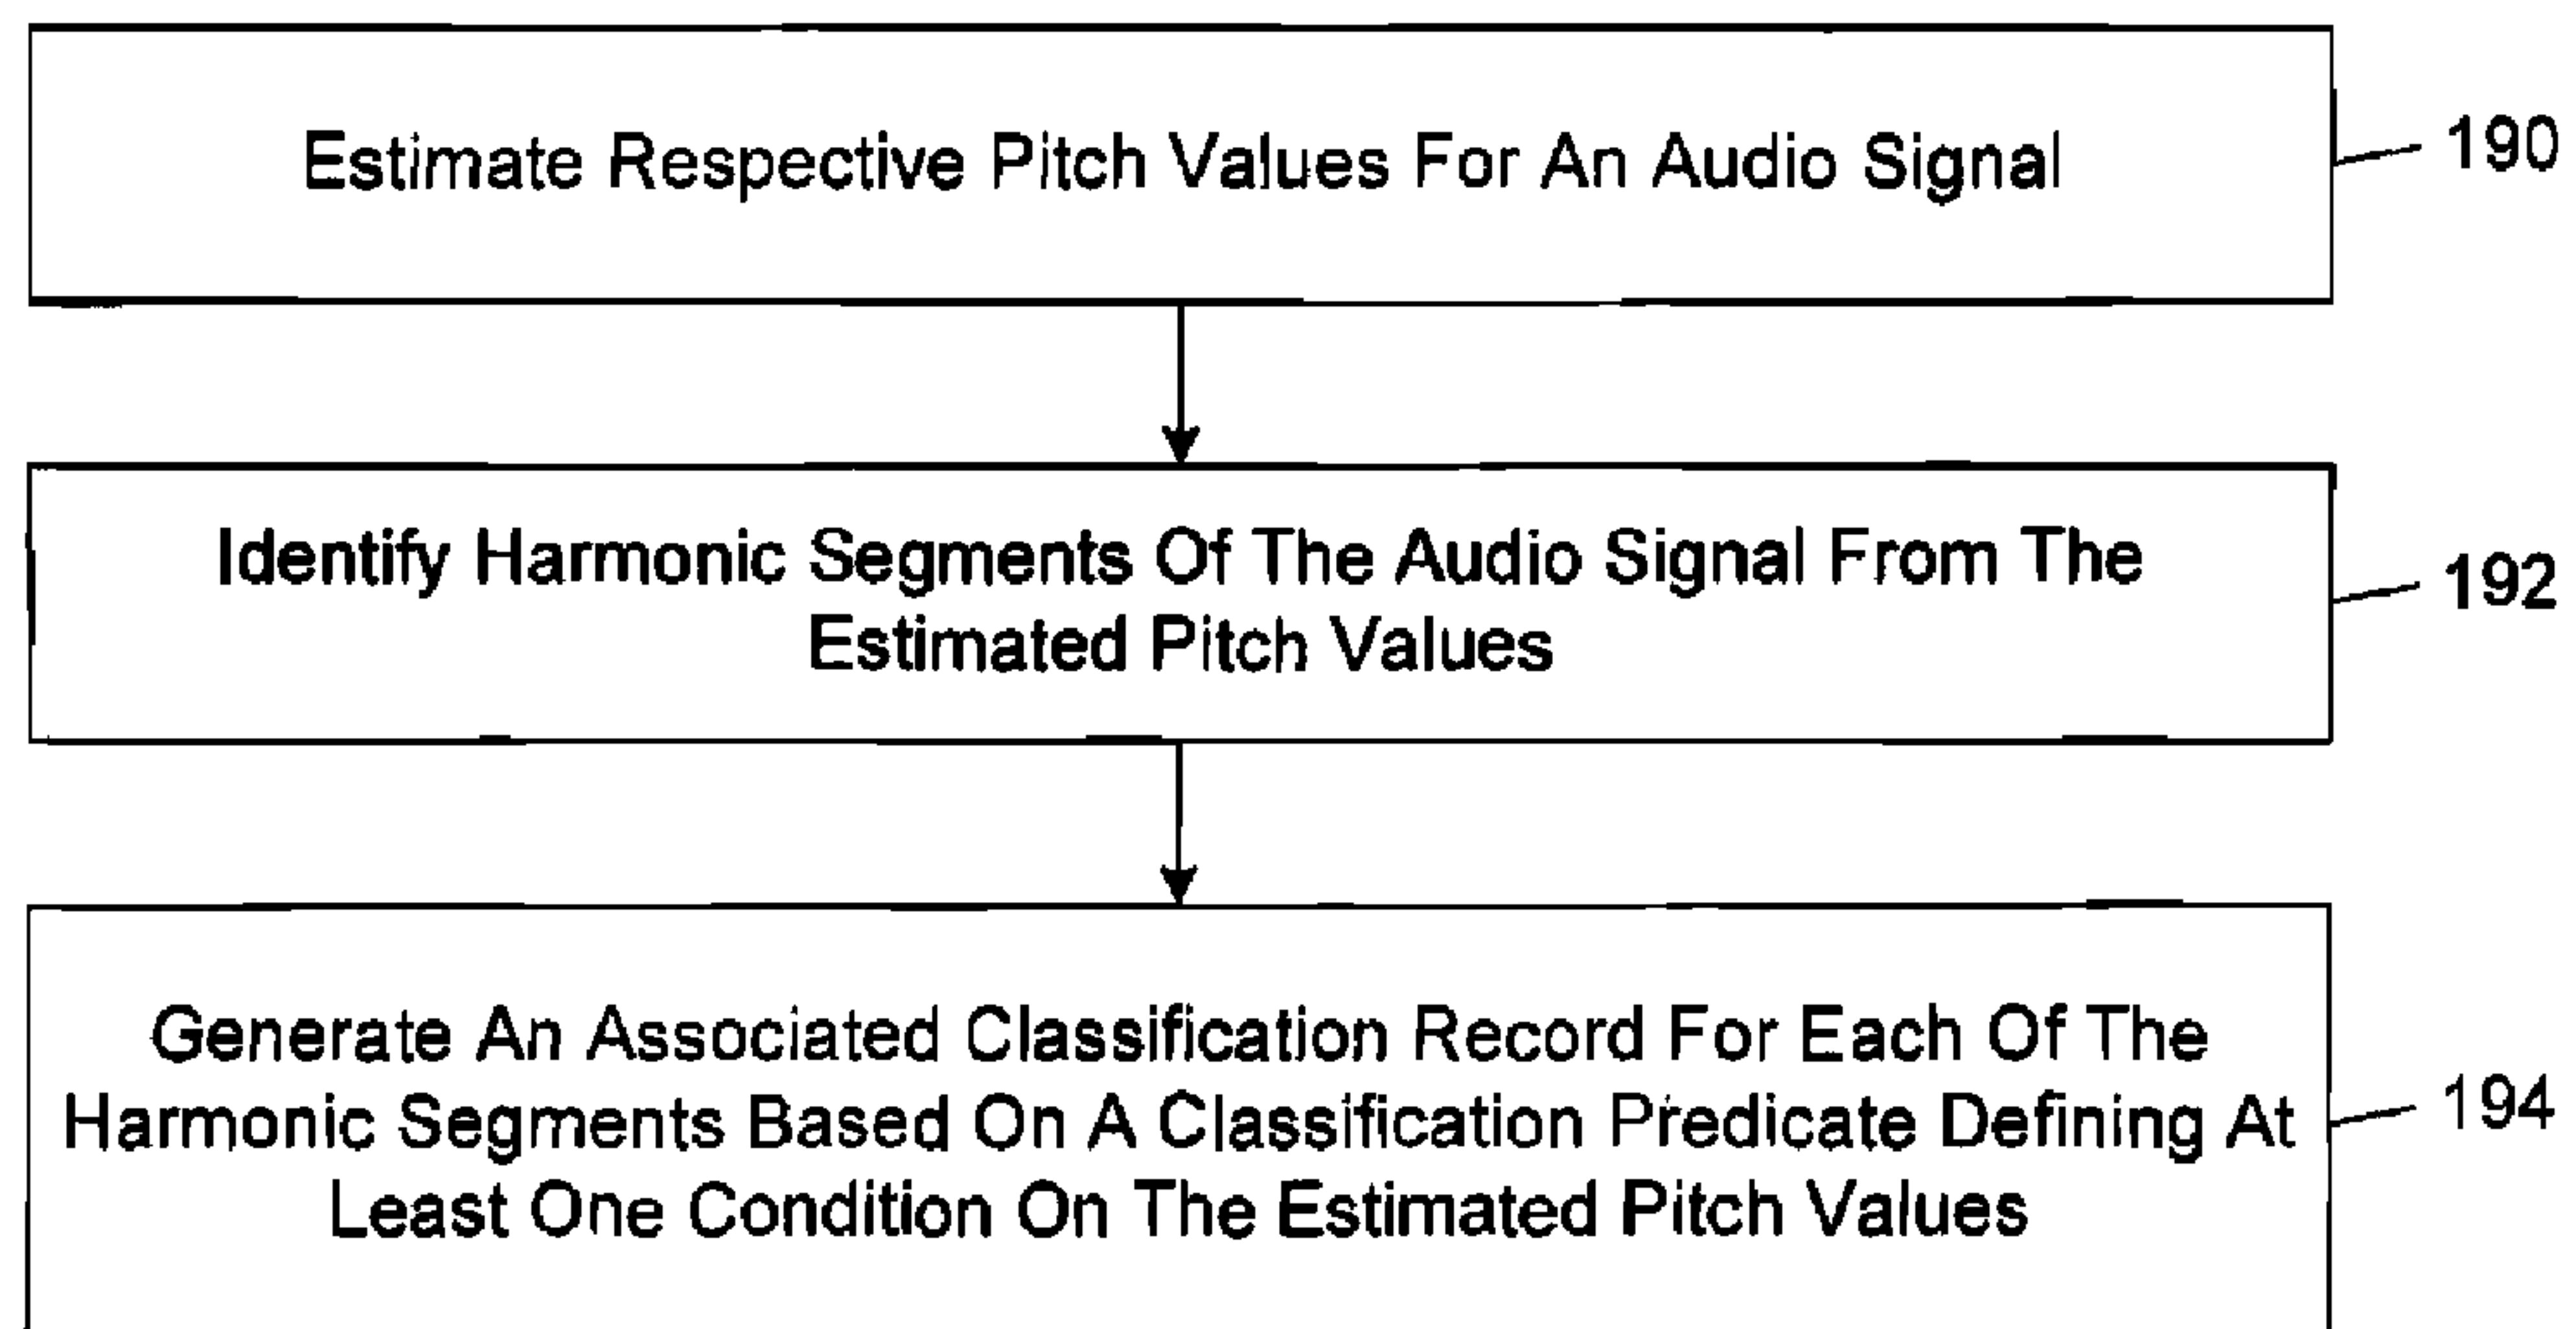 Estimate Respective Pitch Values For An Audio Signal
190
Identify Harmonic Segments Of The Audio Signal From The
Estimated Pitch Values
192
Generate An Associated Classification Record For Each Of The
Harmonic Segments Based On A Classification Predicate Defining At
Least One Condition On The Estimated Pitch Values
194